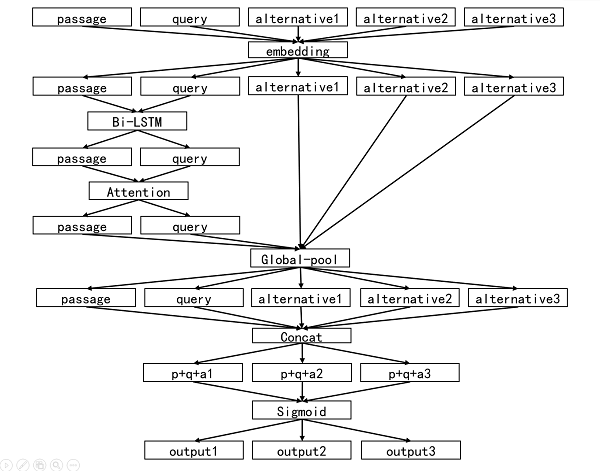 passage query alternative1 alternative2 alternative3
embedding
passage query alternative1 alternative2 alternative3
Bi-LSTM
passage query
Attention
passage query
Global-pool
passage query alternative1 alternative2 alternative3
Concat
p+q+a1 p+q+a2 p+q+a3
Sigmoid
output1 output2 output3